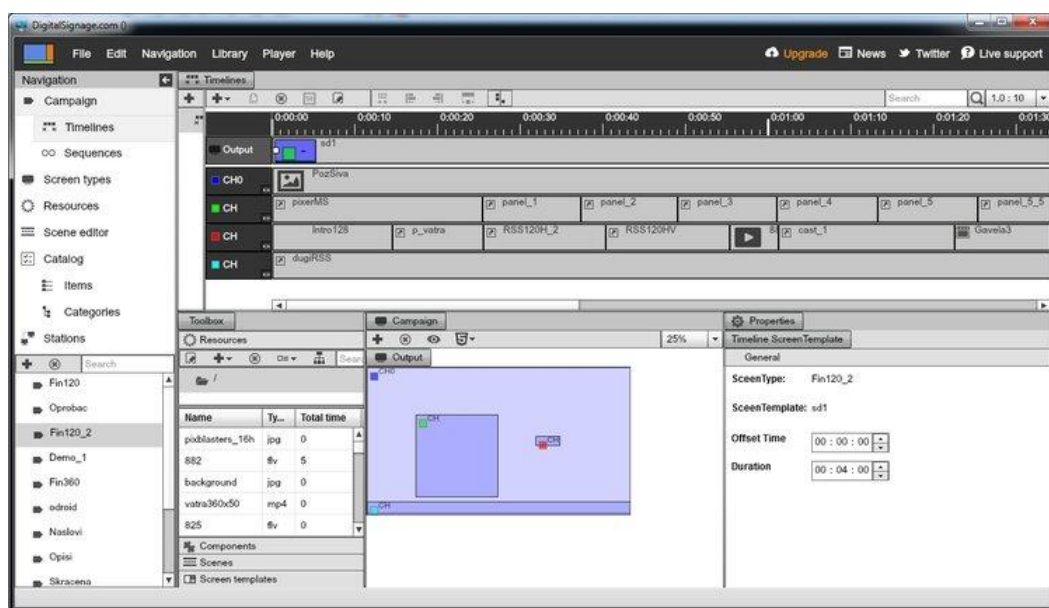 DigitalSignage.com ()
File Edit Navigation Library Player Help Upgrade News Twitter Live support
Navigation
Campaign
Timelines
Sequences
Screen types
Resources
Scene editor
Catalog
Items
Categories
Stations
Search
Fin120
Oprobac
Fin120_2
Demo_1
Fin360
odroid
Naslovi
Opisi
Skracena
Timelines
Search 1.0 : 10
0:00:00 0:00:10 0:00:20 0:00:30 0:00:40 0:00:50 0:01:00 0:01:10 0:01:20 0:01:30
Output sd1
CH0 PozSiva
CH pixerMS panel_1 panel_2 panel_3 panel_4 panel_5 panel_5_5
CH Intro128 p_vatra RSS120H_2 RSS120HV cast_1 Gavela3
CH dugiRSS
Toolbox
Resources
/
Name Ty... Total time
pixblasters_16h jpg 0
882 flv 5
background jpg 0
vatra360x50 mp4 0
825 flv 0
Components
Scenes
Screen templates
Campaign
25%
Output
CH0
CH
CH
CH
Properties
Timeline ScreenTemplate
General
SceenType: Fin120_2
SceenTemplate: sd1
Offset Time 00 : 00 : 00
Duration 00 : 04 : 00